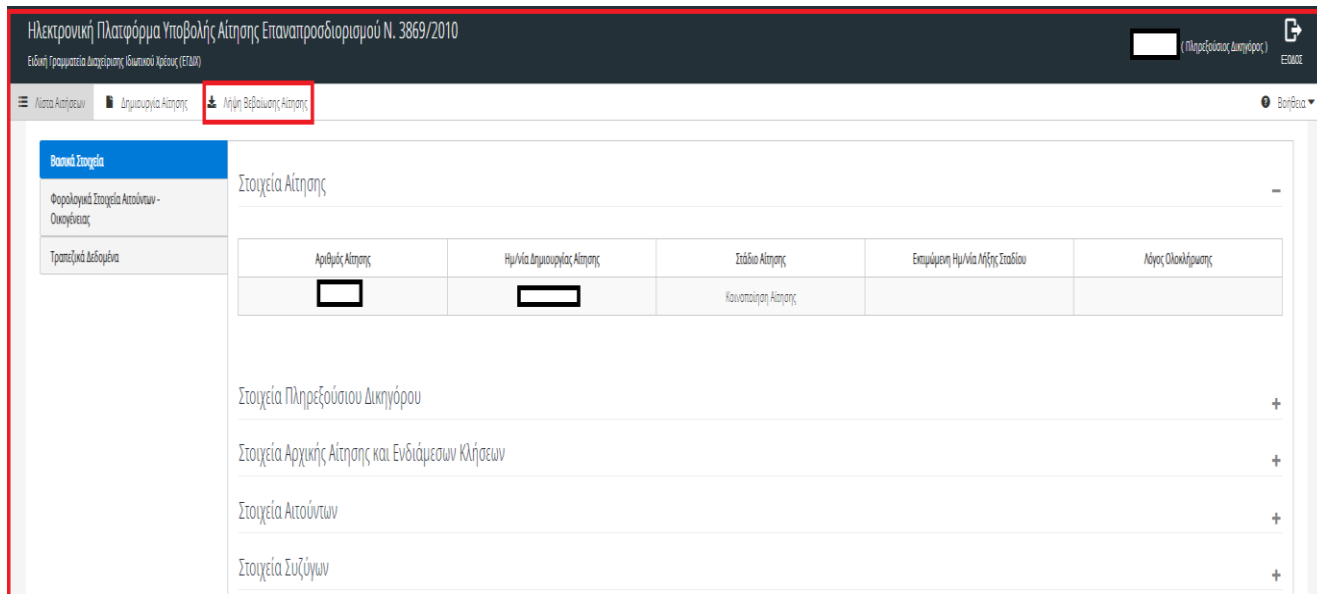 Ηλεκτρονική Πλατφόρμα Υποβολής Αίτησης Επαναπροσδιορισμού Ν. 3869/2010
Ειδική Γραμματεία Διαχείρισης Ιδιωτικού Χρέους (ΕΓΔΙΧ)
( Πληρεξούσιος Δικηγόρος )
ΕΞΟΔΟΣ
Λίστα Αιτήσεων Δημιουργία Αίτησης Λήψη Βεβαίωσης Αίτησης Βοήθεια
Βασικά Στοιχεία
Φορολογικά Στοιχεία Αιτούντων -
Οικογένειας
Τραπεζικά Δεδομένα
Στοιχεία Αίτησης
Αριθμός Αίτησης Ημ/νία Δημιουργίας Αίτησης Στάδιο Αίτησης Εκτιμώμενη Ημ/νία Λήξης Σταδίου Λόγος Ολοκλήρωσης
Κοινοποίηση Αίτησης
Στοιχεία Πληρεξούσιου Δικηγόρου
Στοιχεία Αρχικής Αίτησης και Ενδιάμεσων Κλήσεων
Στοιχεία Αιτούντων
Στοιχεία Συζύγων